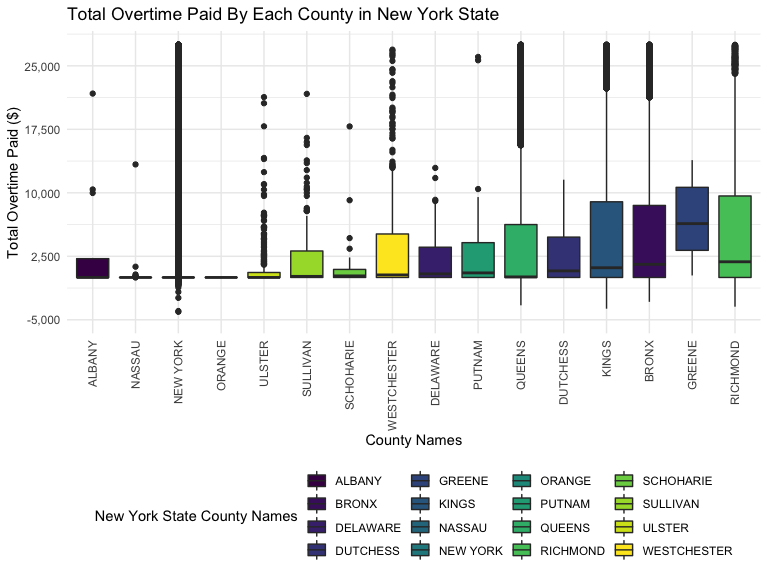 Total Overtime Paid By Each County in New York State
Total Overtime Paid ($)
25,000
17,500
10,000
2,500
-5,000
ALBANY
NASSAU
NEW YORK
ORANGE
ULSTER
SULLIVAN
SCHOHARIE
WESTCHESTER
DELAWARE
PUTNAM
QUEENS
DUTCHESS
KINGS
BRONX
GREENE
RICHMOND
County Names
New York State County Names
ALBANY
BRONX
DELAWARE
DUTCHESS
GREENE
KINGS
NASSAU
NEW YORK
ORANGE
PUTNAM
QUEENS
RICHMOND
SCHOHARIE
SULLIVAN
ULSTER
WESTCHESTER